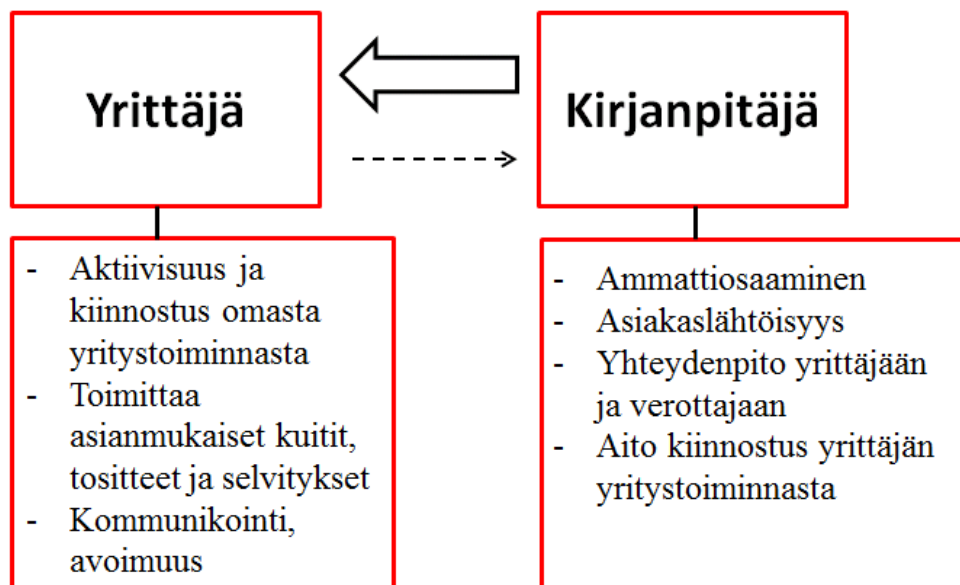 Yrittäjä
Kirjanpitäjä
- Aktiivisuus ja
kiinnostus omasta
yritystoiminnasta
- Toimittaa
asianmukaiset kuitit,
tositteet ja selvitykset
- Kommunikointi,
avoimuus
- Ammattiosaaminen
- Asiakaslähtöisyys
- Yhteydenpito yrittäjään
ja verottajaan
- Aito kiinnostus yrittäjän
yritystoiminnasta